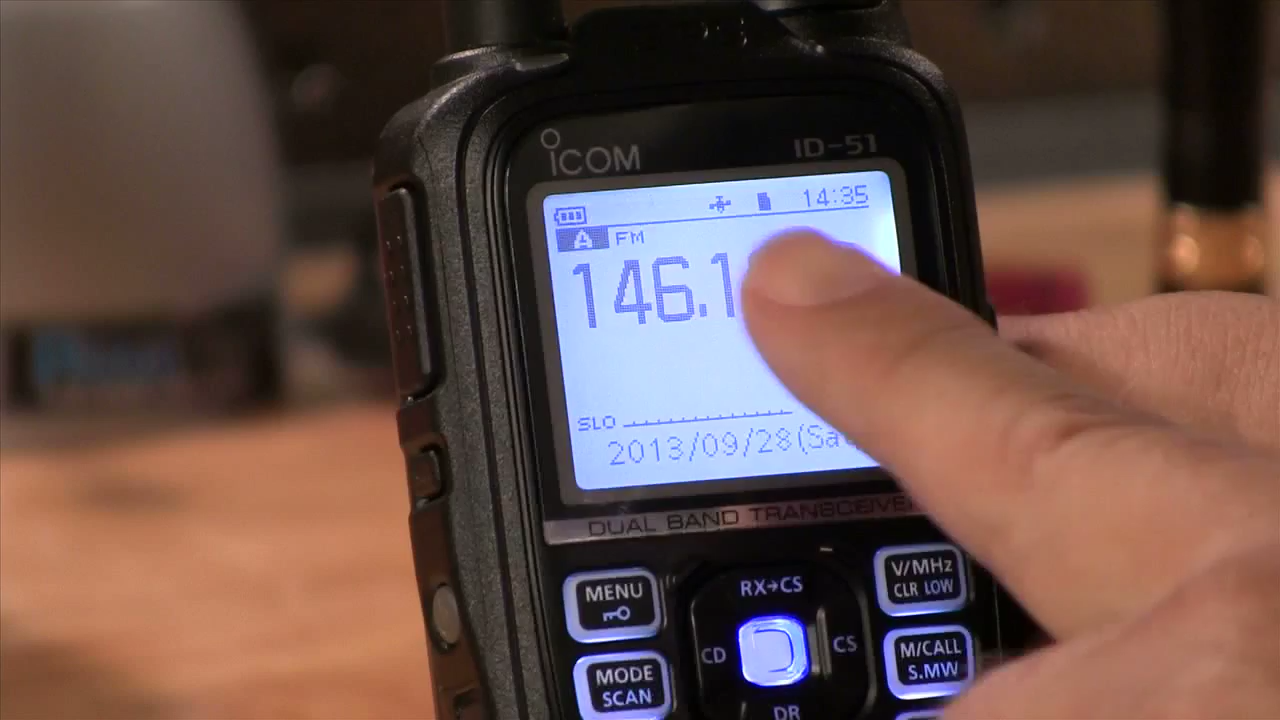 ICOM ID-51
14:35
A FM
146.1
SLO
2013/09/28(Sa
DUAL BAND TRANSCEIVER
MENU
RX→CS
V/MHz
CLR LOW
CD
CS
MODE
SCAN
M/CALL
S.MW
DR